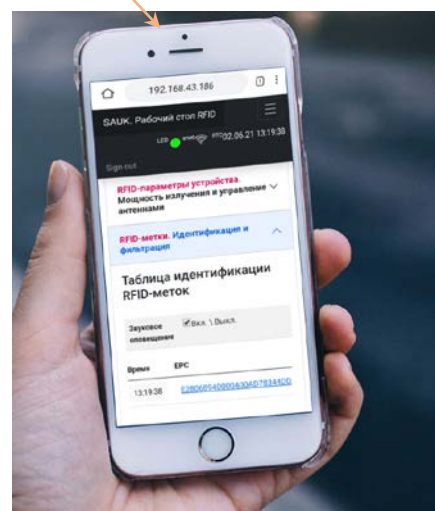 192.168.43.186
SAUK. Рабочий стол RFID
LED RTC02.06.21 13:19:38
Sign out
RFID-параметры устройства.
Мощность излучения и управление
антеннами
RFID-метки. Идентификация и
фильтрация
Таблица идентификации
RFID-меток
Звуковое
оповещение
Вкл. \ Выкл.
Время EPC
13:19:38